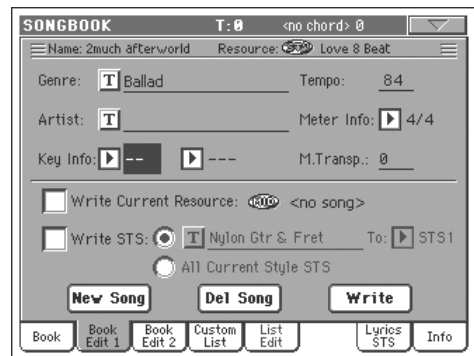 SONGBOOK T:0 <no chord> 0
Name: 2much afterworld Resource: Love 8 Beat
Genre: T Ballad Tempo: 84
Artist: T Meter Info: 4/4
Key Info: -- --- M.Transp.: 0
Write Current Resource: <no song>
Write STS: T Nylon Gtr & Fret To: STS1
All Current Style STS
New Song Del Song Write
Book Book Edit 1 Book Edit 2 Custom List List Edit Lyrics STS Info